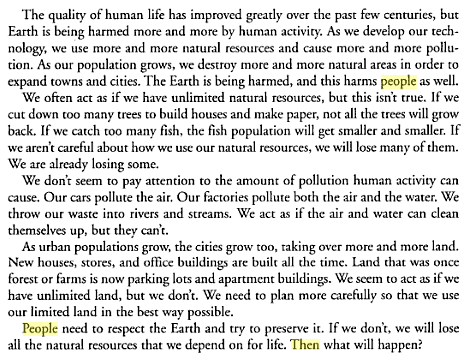 The quality of human life has improved greatly over the past few centuries, but
Earth is being harmed more and more by human activity. As we develop our tech-
nology, we use more and more natural resources and cause more and more pollu-
tion. As our population grows, we destroy more and more natural areas in order to
expand towns and cities. The Earth is being harmed, and this harms people as well.
We often act as if we have unlimited natural resources, but this isn't true. If we
cut down too many trees to build houses and make paper, not all the trees will grow
back. If we catch too many fish, the fish population will get smaller and smaller. If
we aren't careful about how we use our natural resources, we will lose many of them.
We are already losing some.
We don't seem to pay attention to the amount of pollution human activity can
cause. Our cars pollute the air. Our factories pollute both the air and the water. We
throw our waste into rivers and streams. We act as if the air and water can clean
themselves up, but they can't.
As urban populations grow, the cities grow too, taking over more and more land.
New houses, stores, and office buildings are built all the time. Land that was once
forest or farms is now parking lots and apartment buildings. We seem to act as if we
have unlimited land, but we don't. We need to plan more carefully so that we use
our limited land in the best way possible.
People need to respect the Earth and try to preserve it. If we don't, we will lose
all the natural resources that we depend on for life. Then what will happen?